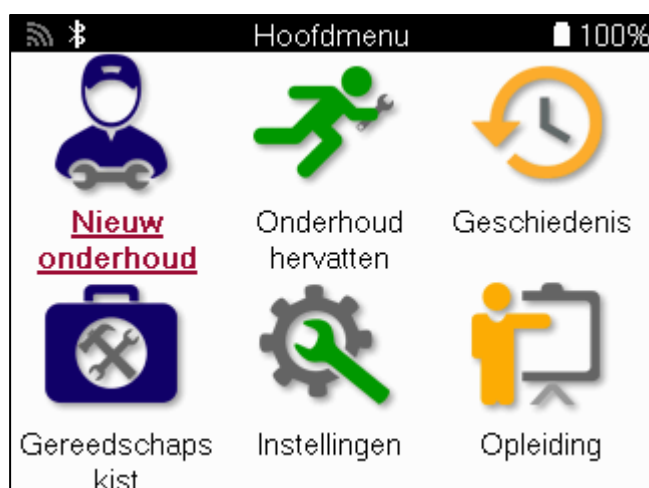 Hoofdmenu
100%
Nieuw
onderhoud
Onderhoud
hervatten
Geschiedenis
Gereedschaps
kist
Instellingen
Opleiding